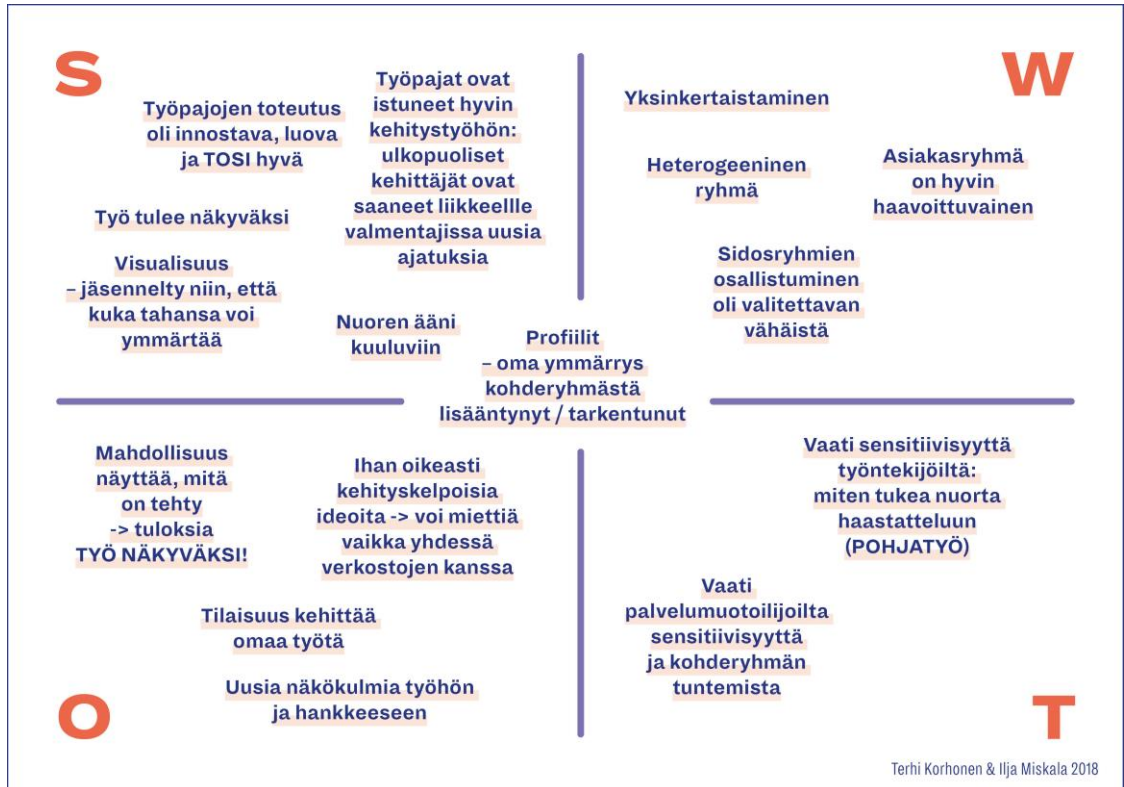 S
Työpajojen toteutus
oli innostava, luova
ja TOSI hyvä
Työpajat ovat
istuneet hyvin
kehitystyöhön:
ulkopuoliset
kehittäjät ovat
saaneet liikkeellle
valmentajissa uusia
ajatuksia
Työ tulee näkyväksi
Visualisuus
– jäsennelty niin, että
kuka tahansa voi
ymmärtää
Nuoren ääni
kuuluviin
Profiilit
– oma ymmärrys
kohderyhmästä
lisääntynyt / tarkentunut
W
Yksinkertaistaminen
Heterogeeninen
ryhmä
Asiakasryhmä
on hyvin
haavoittuvainen
Sidosryhmien
osallistuminen
oli valitettavan
vähäistä
Mahdollisuus
näyttää, mitä
on tehty
-> tuloksia
TYÖ NÄKYVÄKSI!
Ihan oikeasti
kehityskelpoisia
ideoita -> voi miettiä
vaikka yhdessä
verkostojen kanssa
Tilaisuus kehittää
omaa työtä
Uusia näkökulmia työhön
ja hankkeeseen
O
Vaati sensitiivisyyttä
työntekijöiltä:
miten tukea nuorta
haastatteluun
(POHJATYÖ)
Vaati
palvelumuotoilijoilta
sensitiivisyyttä
ja kohderyhmän
tuntemista
T
Terhi Korhonen & Ilja Miskala 2018